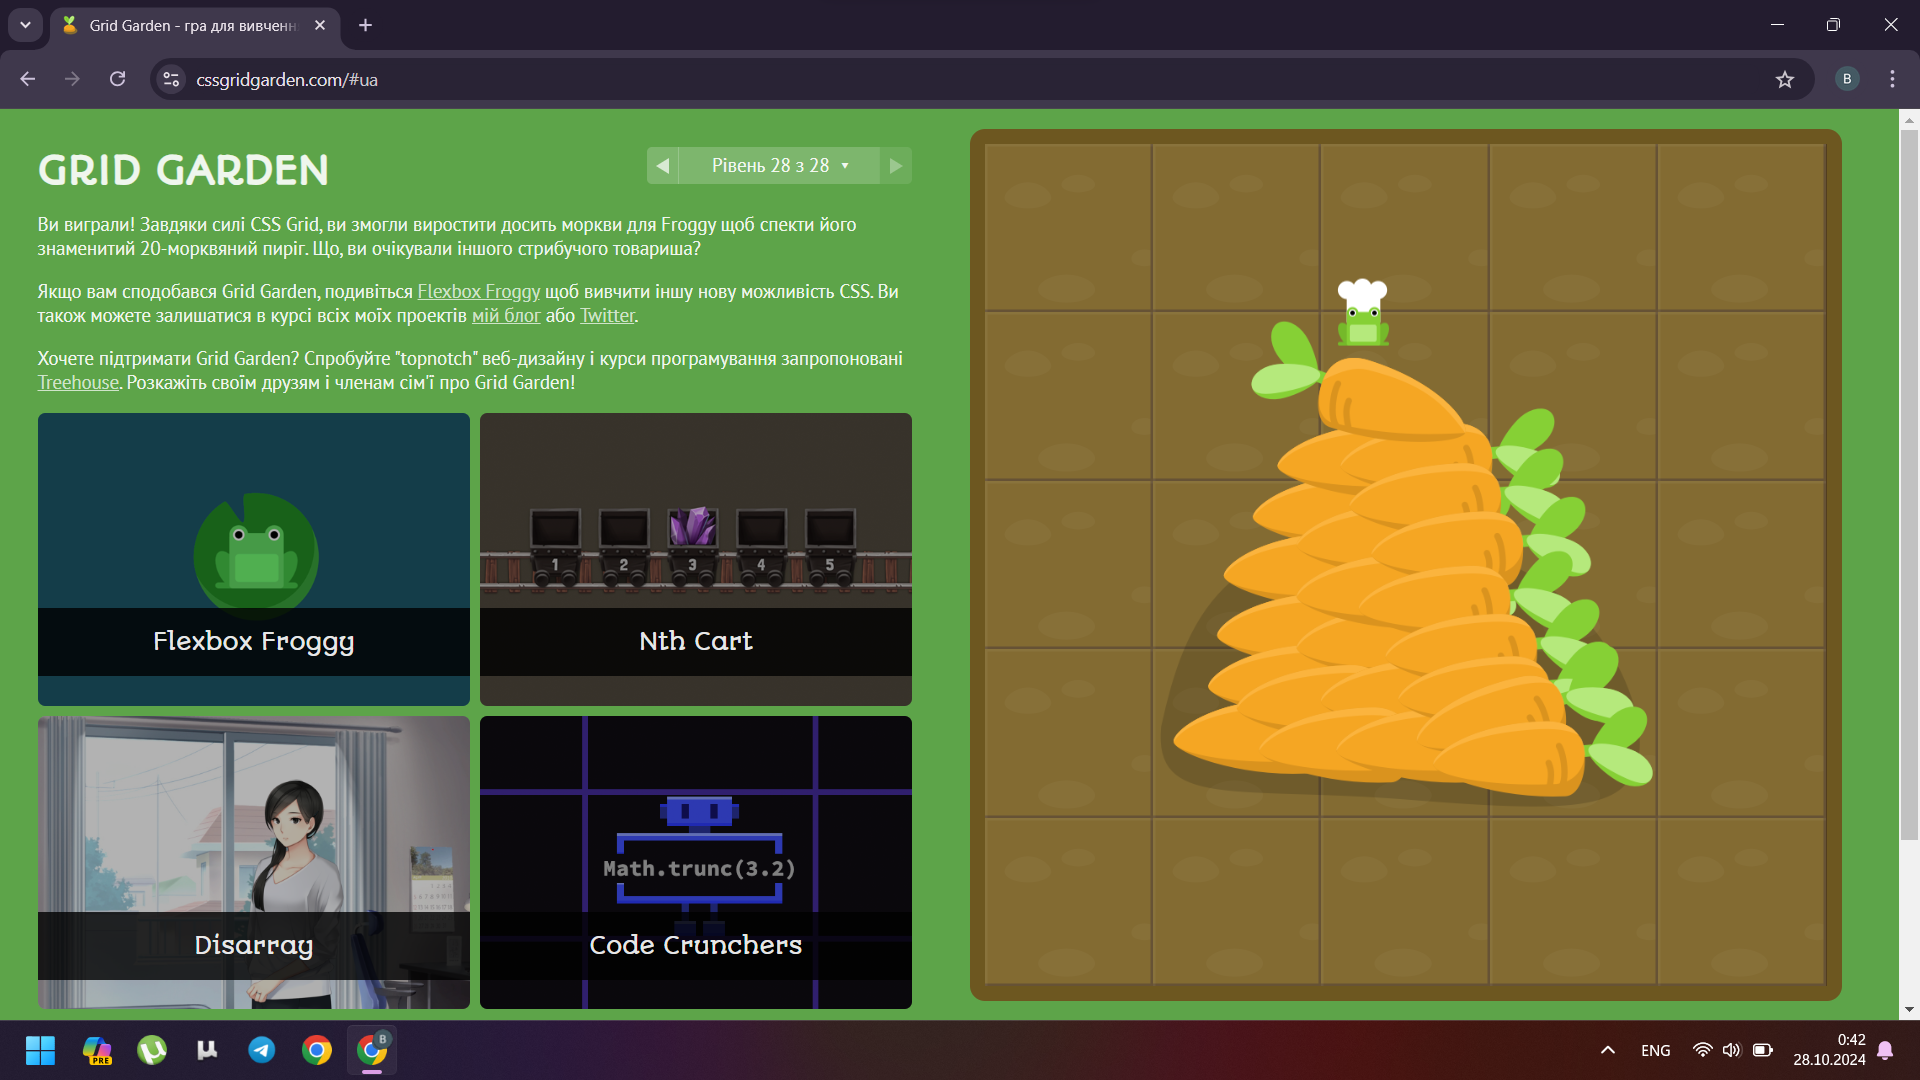 Grid Garden - гра для вивченн
cssgridgarden.com/#ua
B
GRID GARDEN
Рівень 28 з 28
Ви виграли! Завдяки силі CSS Grid, ви змогли виростити досить моркви для Froggy щоб спекти його
знаменитий 20-морквяний пиріг. Що, ви очікували іншого стрибучого товариша?
Якщо вам сподобався Grid Garden, подивіться Flexbox Froggy щоб вивчити іншу нову можливість CSS. Ви
також можете залишатися в курсі всіх моїх проектів мій блог або Twitter.
Хочете підтримати Grid Garden? Спробуйте "topnotch" веб-дизайну і курси програмування запропоновані
Treehouse. Розкажіть своїм друзям і членам сім'ї про Grid Garden!
Flexbox Froggy
1 2 3 4 5
Nth Cart
Disarray
Math.trunc(3.2)
Code Crunchers
PRE
B
ENG
0:42
28.10.2024